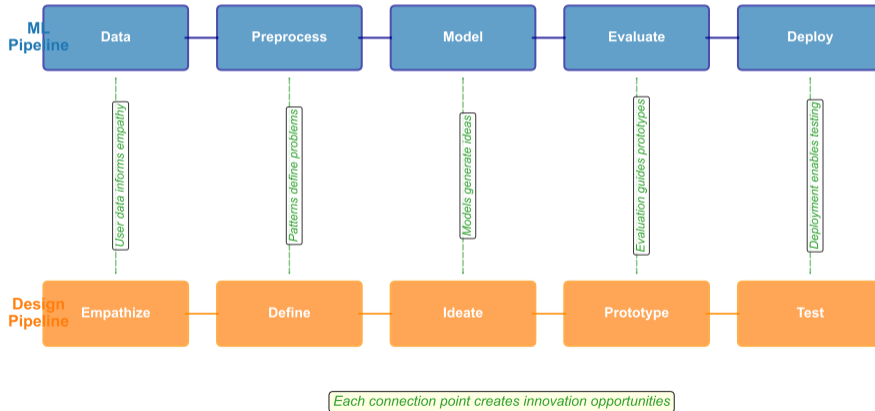 ML
Pipeline
Data
Preprocess
Model
Evaluate
Deploy
User data informs empathy
Patterns define problems
Models generate ideas
Evaluation guides prototypes
Deployment enables testing
Design
Pipeline
Empathize
Define
Ideate
Prototype
Test
Each connection point creates innovation opportunities